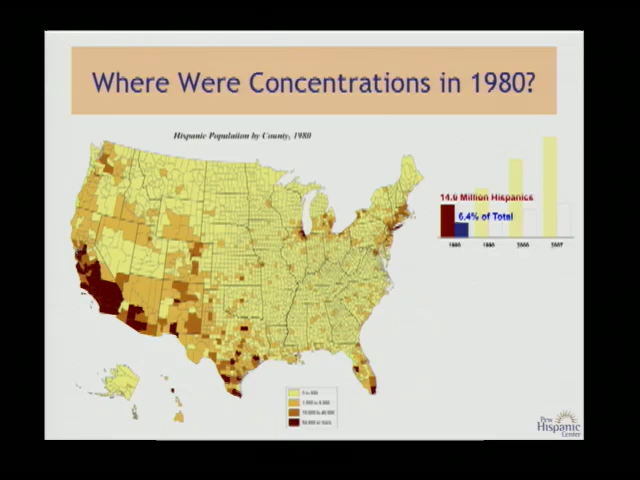 Where Were Concentrations in 1980?
Hispanic Population by County, 1980
14.6 Million Hispanics
6.4% of Total
1980 1990 2000 2007
Pew
Hispanic
Center